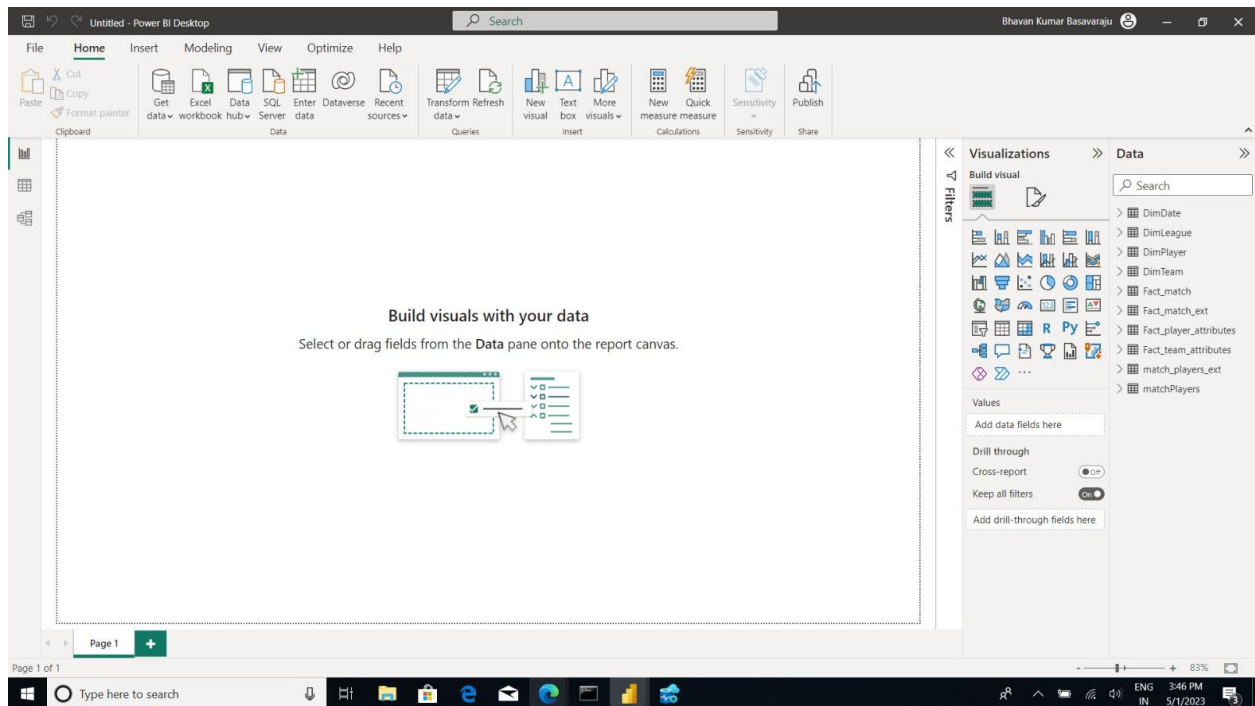 Untitled - Power BI Desktop
Search
Bhavan Kumar Basavaraju
File Home Insert Modeling View Optimize Help
Paste
Cut
Copy
Format painter
Get data
Excel workbook
Data hub
SQL Server
Enter data
Dataverse
Recent sources
Transform data
Refresh
New visual
Text box
More visuals
New measure
Quick measure
Sensitivity
Publish
Clipboard Data Queries Insert Calculations Sensitivity Share
Filters
Visualizations
Build visual
R Py
123
Values
Add data fields here
Drill through
Cross-report
Off
Keep all filters
On
Add drill-through fields here
Data
Search
DimDate
DimLeague
DimPlayer
DimTeam
Fact_match
Fact_match_ext
Fact_player_attributes
Fact_team_attributes
match_players_ext
matchPlayers
Build visuals with your data
Select or drag fields from the Data pane onto the report canvas.
Page 1
Page 1 of 1
83%
Type here to search
ENG
IN
3:46 PM
5/1/2023
3